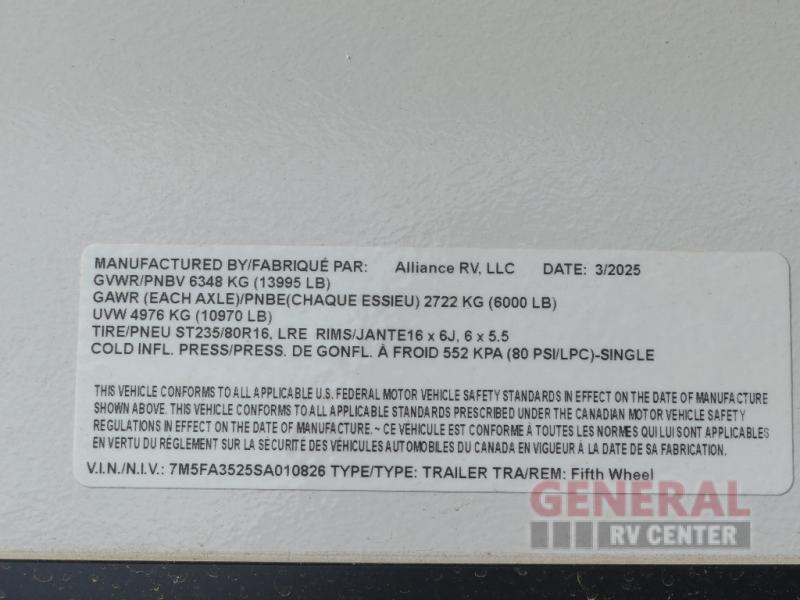 MANUFACTURED BY/FABRIQUÉ PAR: Alliance RV, LLC DATE: 3/2025
GVWR/PNBV 6348 KG (13995 LB)
GAWR (EACH AXLE)/PNBE(CHAQUE ESSIEU) 2722 KG (6000 LB)
UVW 4976 KG (10970 LB)
TIRE/PNEU ST235/80R16, LRE RIMS/JANTE16 x 6J, 6 x 5.5
COLD INFL. PRESS/PRESS. DE GONFL. À FROID 552 KPA (80 PSI/LPC)-SINGLE
THIS VEHICLE CONFORMS TO ALL APPLICABLE U.S. FEDERAL MOTOR VEHICLE SAFETY STANDARDS IN EFFECT ON THE DATE OF MANUFACTURE
SHOWN ABOVE. THIS VEHICLE CONFORMS TO ALL APPLICABLE STANDARDS PRESCRIBED UNDER THE CANADIAN MOTOR VEHICLE SAFETY
REGULATIONS IN EFFECT ON THE DATE OF MANUFACTURE. ~ CE VÉHICULE EST CONFORME À TOUTES LES NORMES QUI LUI SONT APPLICABLES
EN VERTU DU RÉGLEMENT SUR LA SÉCURITÉ DES VÉHICULES AUTOMOBILES DU CANADA EN VIGUEUR À LA DATE DE SA FABRICATION.
V.I.N./N.I.V.: 7M5FA3525SA010826 TYPE/TYPE: TRAILER TRA/REM: Fifth Wheel
GENERAL
RV CENTER